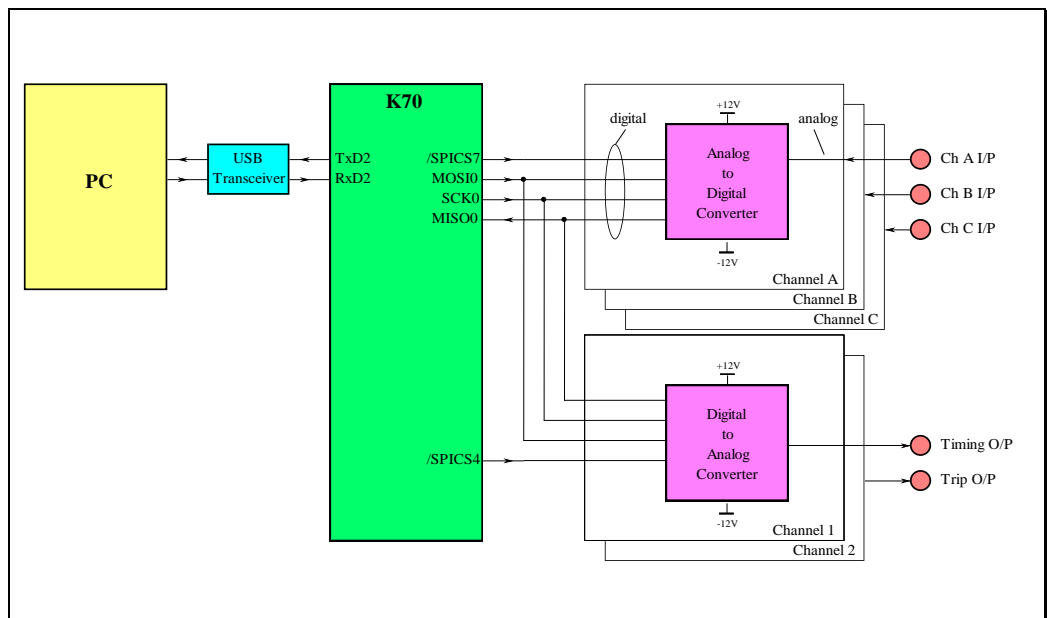 PC
USB
Transceiver
K70
TxD2
RxD2
/SPICS7
MOSI0
SCK0
MISO0
/SPICS4
digital
+12V
analog
Analog
to
Digital
Converter
-12V
Channel A
Channel B
Channel C
Ch A I/P
Ch B I/P
Ch C I/P
+12V
Digital
to
Analog
Converter
-12V
Channel 1
Channel 2
Timing O/P
Trip O/P